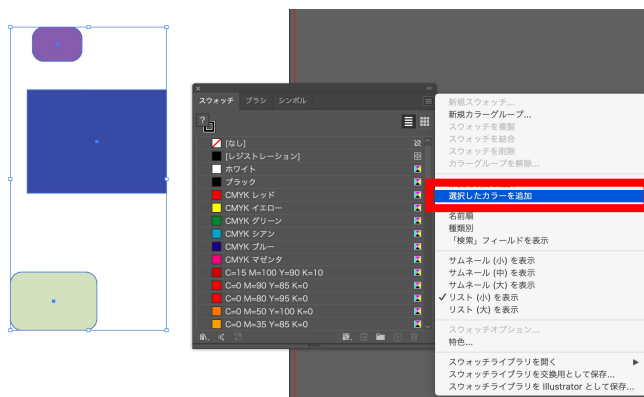 スウォッチ ブラシ シンボル
?
[なし]
[レジストレーション]
ホワイト
ブラック
CMYK レッド
CMYK イエロー
CMYK グリーン
CMYK シアン
CMYK ブルー
CMYK マゼンタ
C=15 M=100 Y=90 K=10
C=0 M=90 Y=85 K=0
C=0 M=80 Y=95 K=0
C=0 M=50 Y=100 K=0
C=0 M=35 Y=85 K=0
新規スウォッチ...
新規カラーグループ...
スウォッチを複製
スウォッチを結合
スウォッチを削除
カラーグループを解除...
選択したカラーを追加
名前順
種類別
「検索」フィールドを表示
サムネール (小) を表示
サムネール (中) を表示
サムネール (大) を表示
✓ リスト (小) を表示
リスト (大) を表示
スウォッチオプション...
特色...
スウォッチライブラリを開く
スウォッチライブラリを交換用として保存...
スウォッチライブラリを Illustrator として保存...